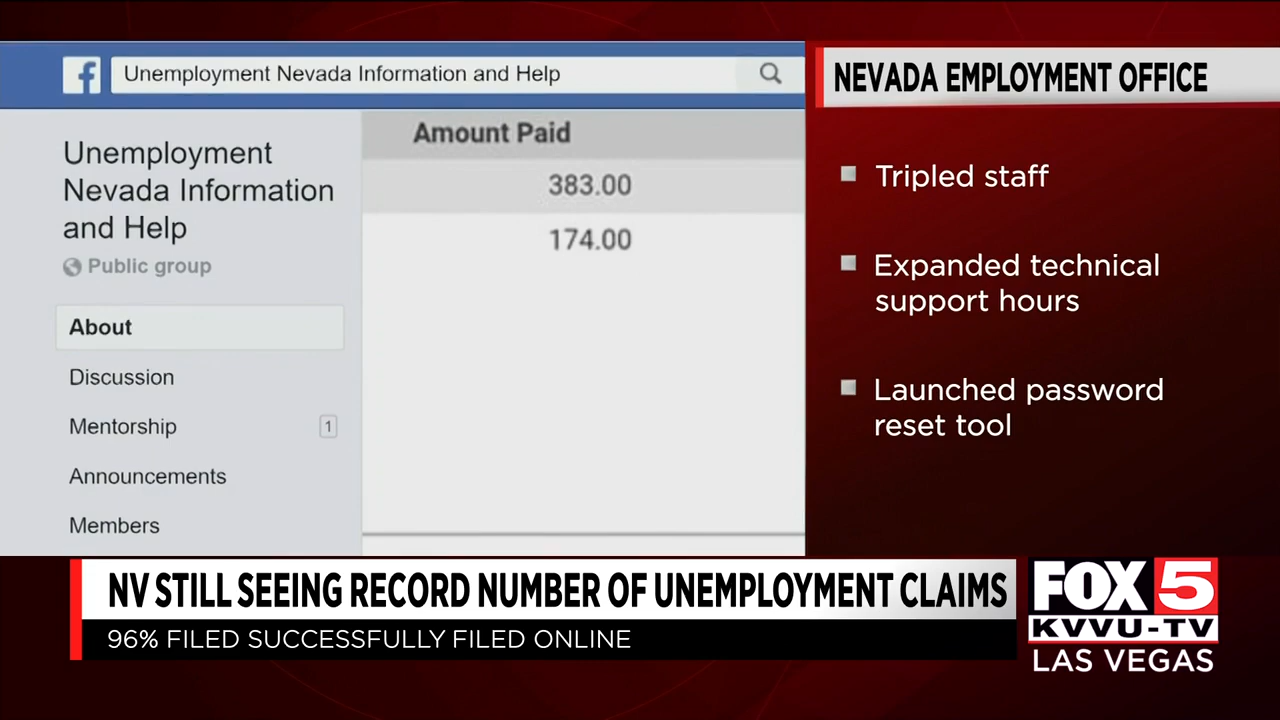 f
Unemployment Nevada Information and Help
Unemployment
Nevada Information
and Help
Public group
About
Discussion
Mentorship 1
Announcements
Members
Amount Paid
383.00
174.00
NEVADA EMPLOYMENT OFFICE
Tripled staff
Expanded technical
support hours
Launched password
reset tool
NV STILL SEEING RECORD NUMBER OF UNEMPLOYMENT CLAIMS
96% FILED SUCCESSFULLY FILED ONLINE
FOX 5
KVVU-TV
LAS VEGAS